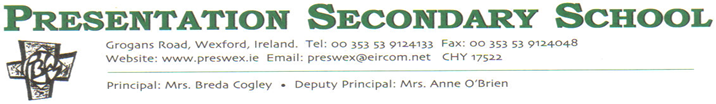 PRESENTATION SECONDARY SCHOOL
Grogans Road, Wexford, Ireland. Tel: 00 353 53 9124133 Fax: 00 353 53 9124048
Website: www.preswex.ie Email: preswex@eircom.net CHY 17522
Principal: Mrs. Breda Cogley • Deputy Principal: Mrs. Anne O'Brien